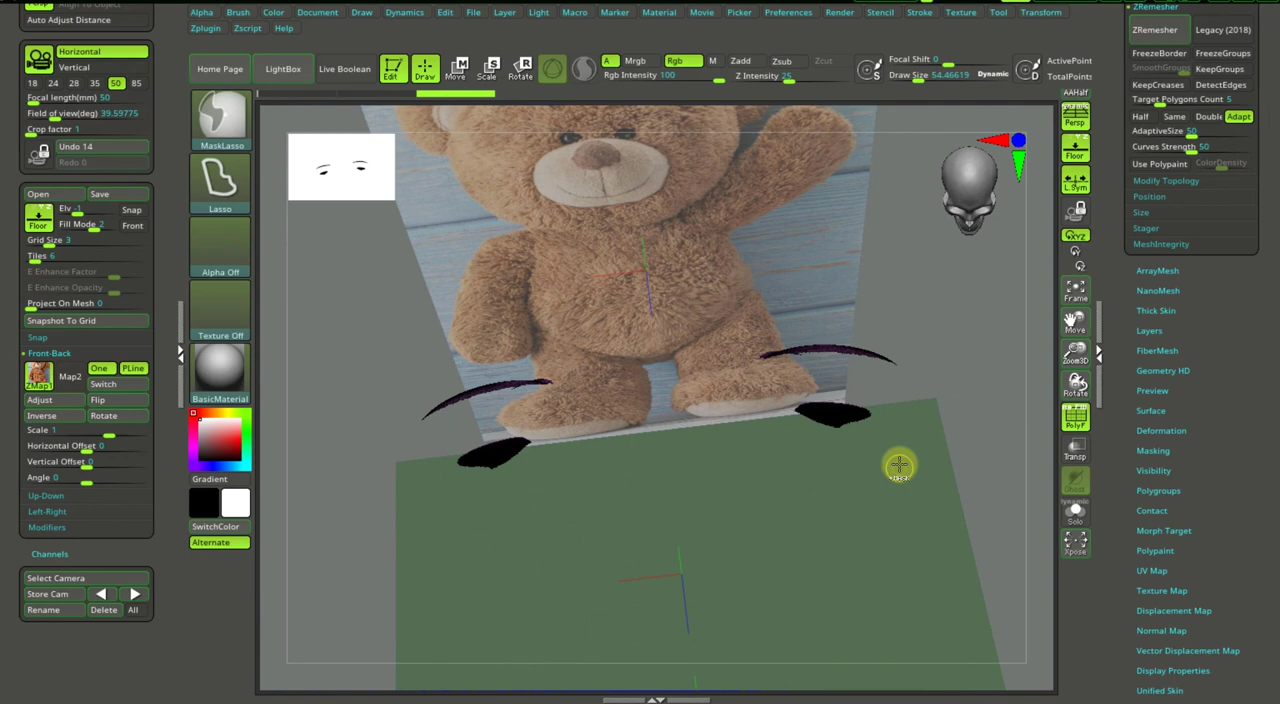 Auto Adjust Distance
Horizontal
Vertical
18 24 28 35 50 85
Focal length(mm) 50
Field of view(deg) 39.59775
Crop factor 1
Undo 14
Redo 0
Open Save
Floor Elv -1 Snap
Fill Mode 2 Front
Grid Size 3
Tiles 6
E Enhance Factor
E Enhance Opacity
Project On Mesh 0
Snapshot To Grid
Snap
Front-Back
ZMap1 Map2 One PLine
Switch
Adjust Flip
Inverse Rotate
Scale 1
Horizontal Offset 0
Vertical Offset 0
Angle 0
Up-Down
Left-Right
Modifiers
Channels
Select Camera
Store Cam
Rename Delete All
Alpha Brush Color Document Draw Dynamics Edit File Layer Light Macro Marker Material Movie Picker Preferences Render Stencil Stroke Texture Tool Transform
Zplugin Zscript Help
Home Page LightBox Live Boolean Edit Draw Move Scale Rotate
A Mrgb Rgb M Zadd Zsub Zcut
Rgb Intensity 100 Z Intensity 25
S Focal Shift 0
Draw Size 54.46619 Dynamic
D ActivePoint
TotalPoints
MaskLasso
Lasso
Alpha Off
Texture Off
BasicMaterial
Gradient
SwitchColor
Alternate
AAHalf
Dynamic
Persp
Floor
L.Sym
XYZ
Frame
Move
Zoom3D
Rotate
PolyF
Transp
Ghost
Dynamic
Solo
Xpose
ZRemesher
ZRemesher Legacy (2018)
FreezeBorder FreezeGroups
SmoothGroups KeepGroups
KeepCreases DetectEdges
Target Polygons Count 5
Half Same Double Adapt
AdaptiveSize 50
Curves Strength 50
Use Polypaint ColorDensity
Modify Topology
Position
Size
Stager
MeshIntegrity
ArrayMesh
NanoMesh
Thick Skin
Layers
FiberMesh
Geometry HD
Preview
Surface
Deformation
Masking
Visibility
Polygroups
Contact
Morph Target
Polypaint
UV Map
Texture Map
Displacement Map
Normal Map
Vector Displacement Map
Display Properties
Unified Skin